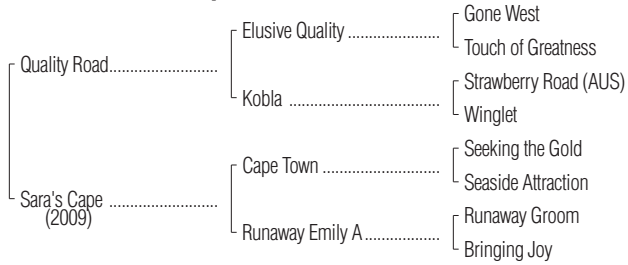 Gone West
Elusive Quality ....................
Touch of Greatness
Quality Road.......................
Strawberry Road (AUS)
Kobla ................................
Winglet
Seeking the Gold
Cape Town .........................
Seaside Attraction
Sara's Cape .......................
(2009)
Runaway Groom
Runaway Emily A................
Bringing Joy